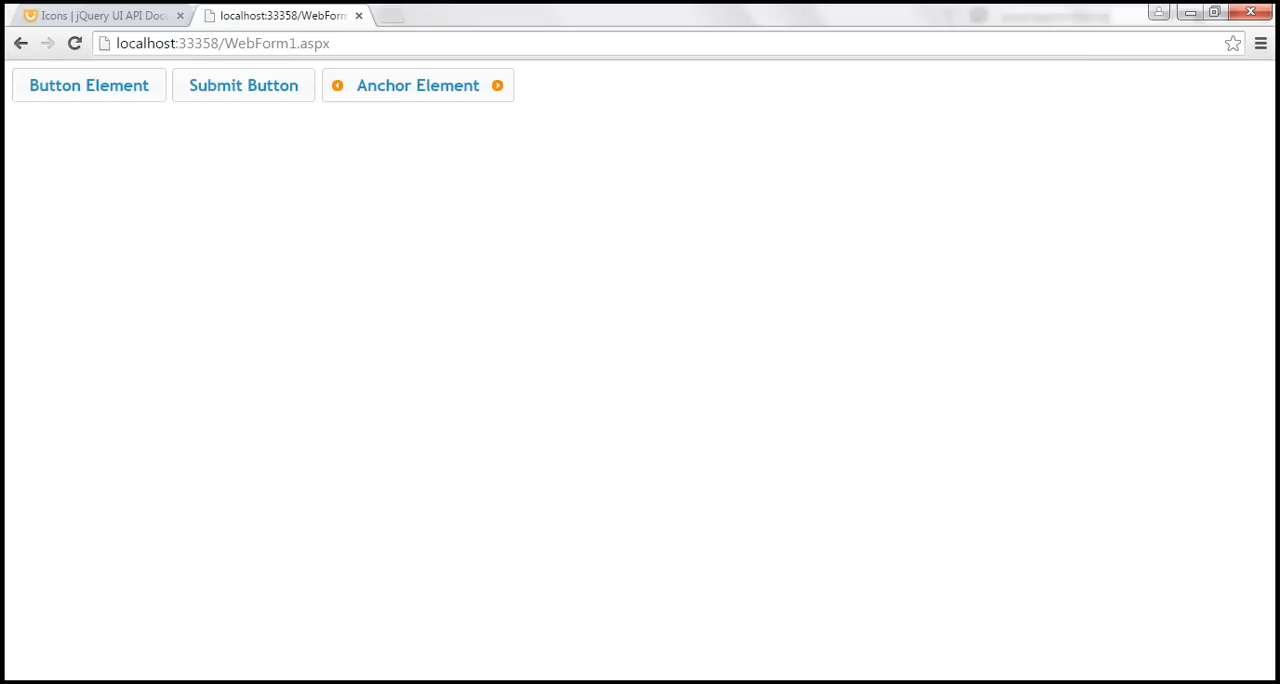 Icons | jQuery UI API Doc
localhost:33358/WebForm
localhost:33358/WebForm1.aspx
Button Element
Submit Button
Anchor Element